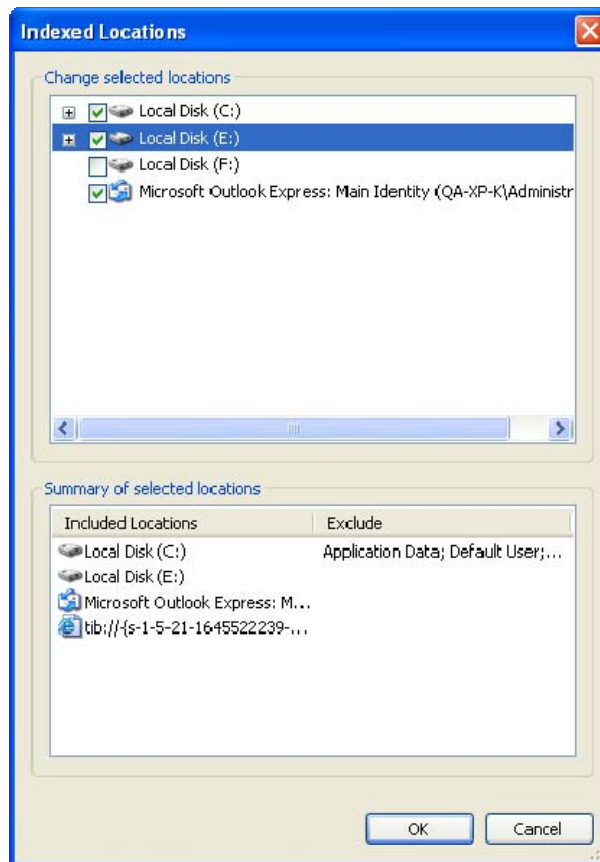 Indexed Locations
Change selected locations
Local Disk (C:)
Local Disk (E:)
Local Disk (F:)
Microsoft Outlook Express: Main Identity (QA-XP-K\Administr
Summary of selected locations
Included Locations Exclude
Local Disk (C:) Application Data; Default User;...
Local Disk (E:)
Microsoft Outlook Express: M...
tib://-{s-1-5-21-1645522239-...
OK Cancel